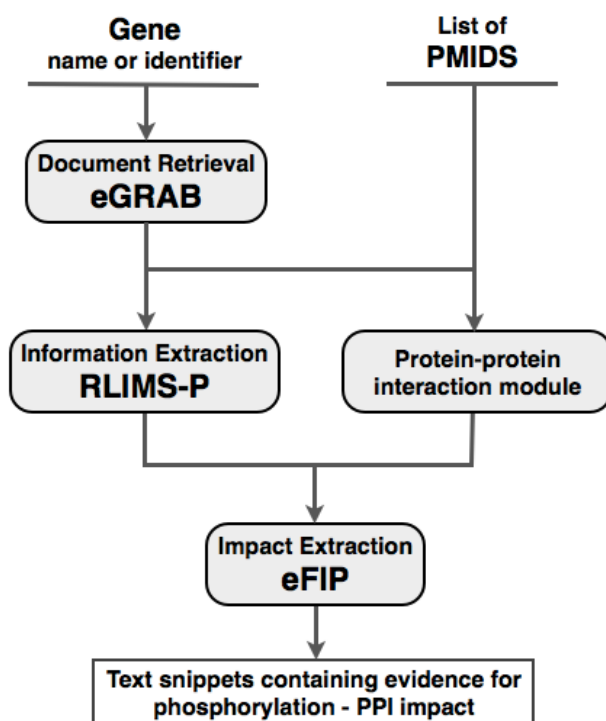 Gene
name or identifier
List of
PMIDS
Document Retrieval
eGRAB
Information Extraction
RLIMS-P
Protein-protein
interaction module
Impact Extraction
eFIP
Text snippets containing evidence for
phosphorylation - PPI impact